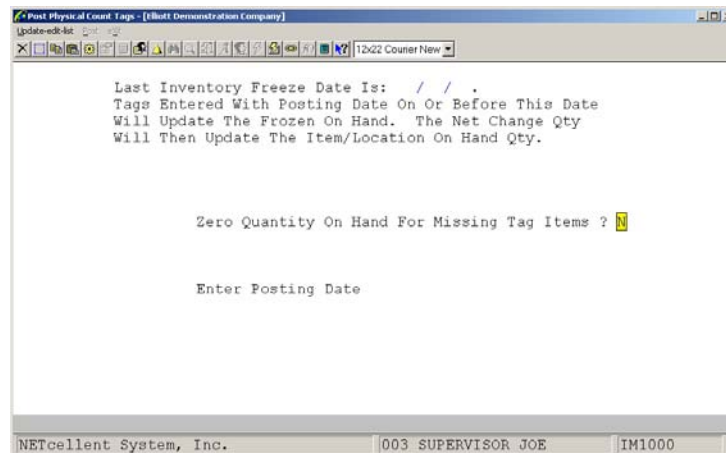 Post Physical Count Tags - [Elliott Demonstration Company]
Update-edit-list Post exit
12x22 Courier New
Last Inventory Freeze Date Is: / / .
Tags Entered With Posting Date On Or Before This Date
Will Update The Frozen On Hand. The Net Change Qty
Will Then Update The Item/Location On Hand Qty.
Zero Quantity On Hand For Missing Tag Items ? N
Enter Posting Date
NETcellent System, Inc. 003 SUPERVISOR JOE IM1000